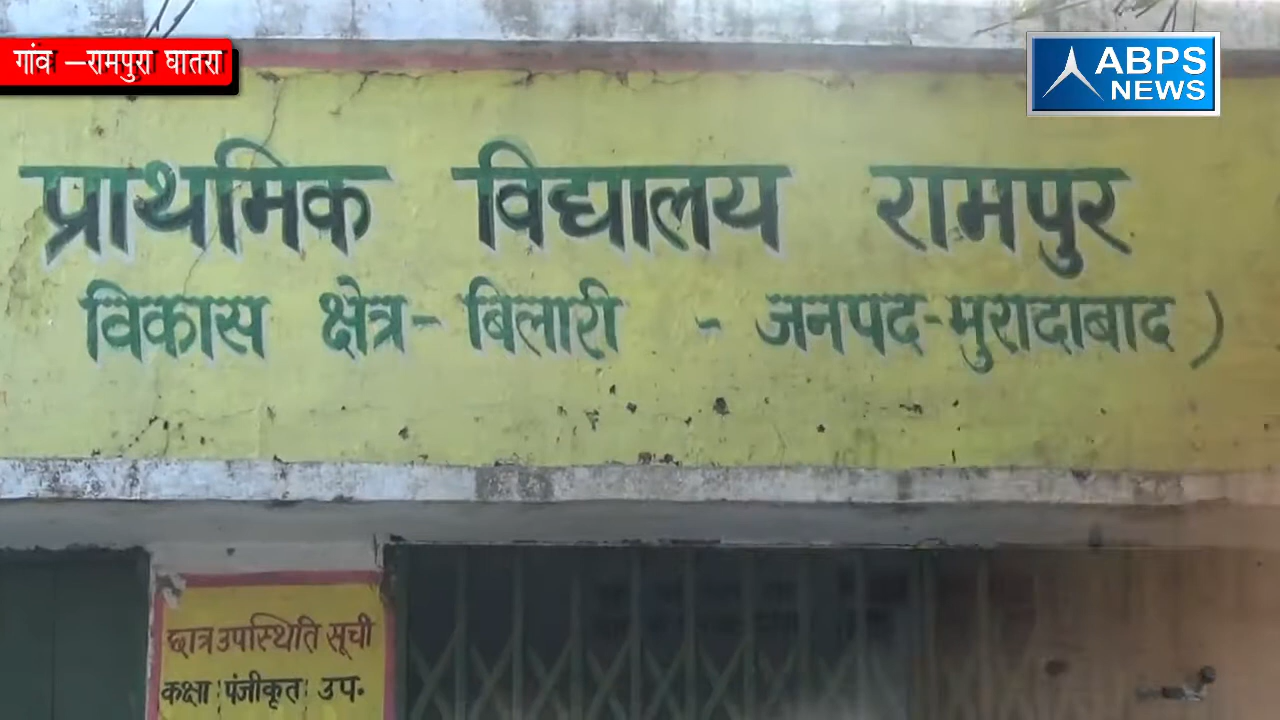 गांव –रामपुरा घातरा
ABPS
NEWS
प्राथमिक विद्यालय रामपुर
विकास क्षेत्र- बिलारी - जनपद-मुरादाबाद )
छात्र उपस्थिति सूची
कक्षा पंजीकृत उप.